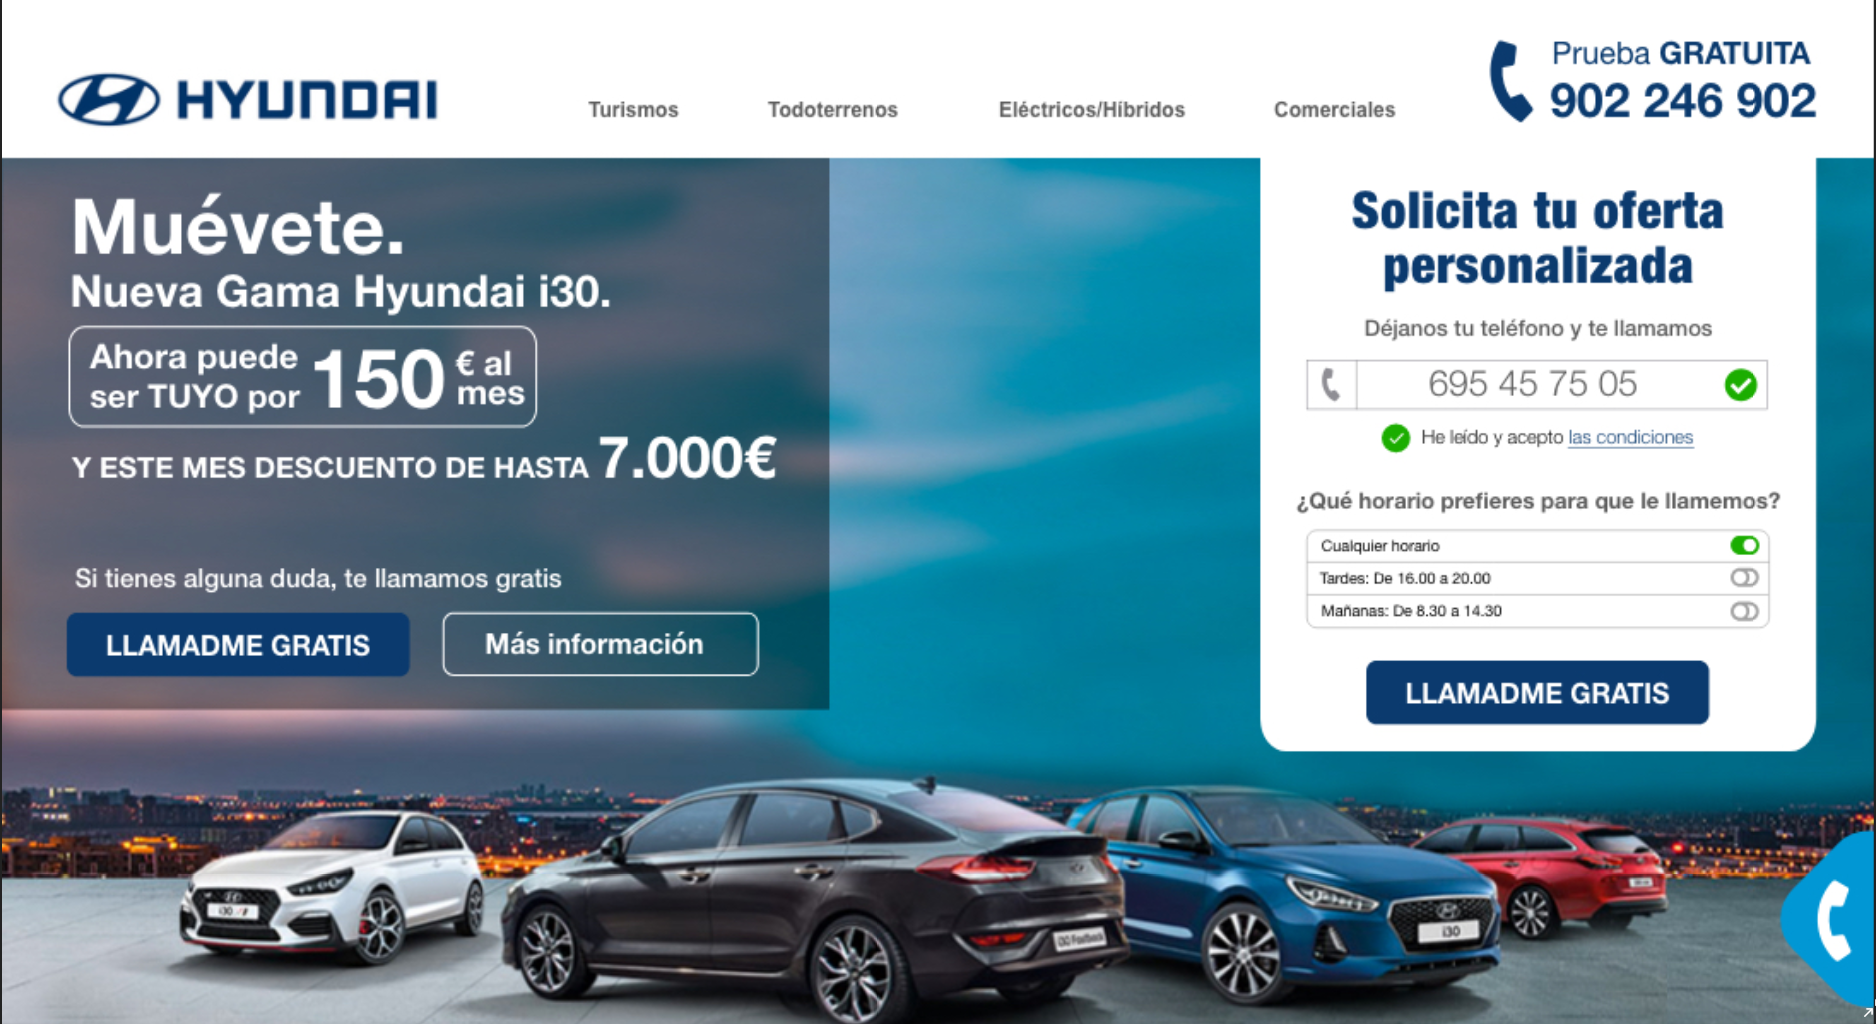 HYUNDAI
Turismos
Todoterrenos
Eléctricos/Híbridos
Comerciales
Prueba GRATUITA
902 246 902
Muévete.
Nueva Gama Hyundai i30.
Ahora puede
ser TUYO por
150
€ al
mes
Y ESTE MES DESCUENTO DE HASTA 7.000€
Si tienes alguna duda, te llamamos gratis
LLAMADME GRATIS
Más información
Solicita tu oferta
personalizada
Déjanos tu teléfono y te llamamos
695 45 75 05
He leído y acepto las condiciones
¿Qué horario prefieres para que le llamemos?
Cualquier horario
Tardes: De 16.00 a 20.00
Mañanas: De 8.30 a 14.30
LLAMADME GRATIS
i30 N
i30 Fastback
i30